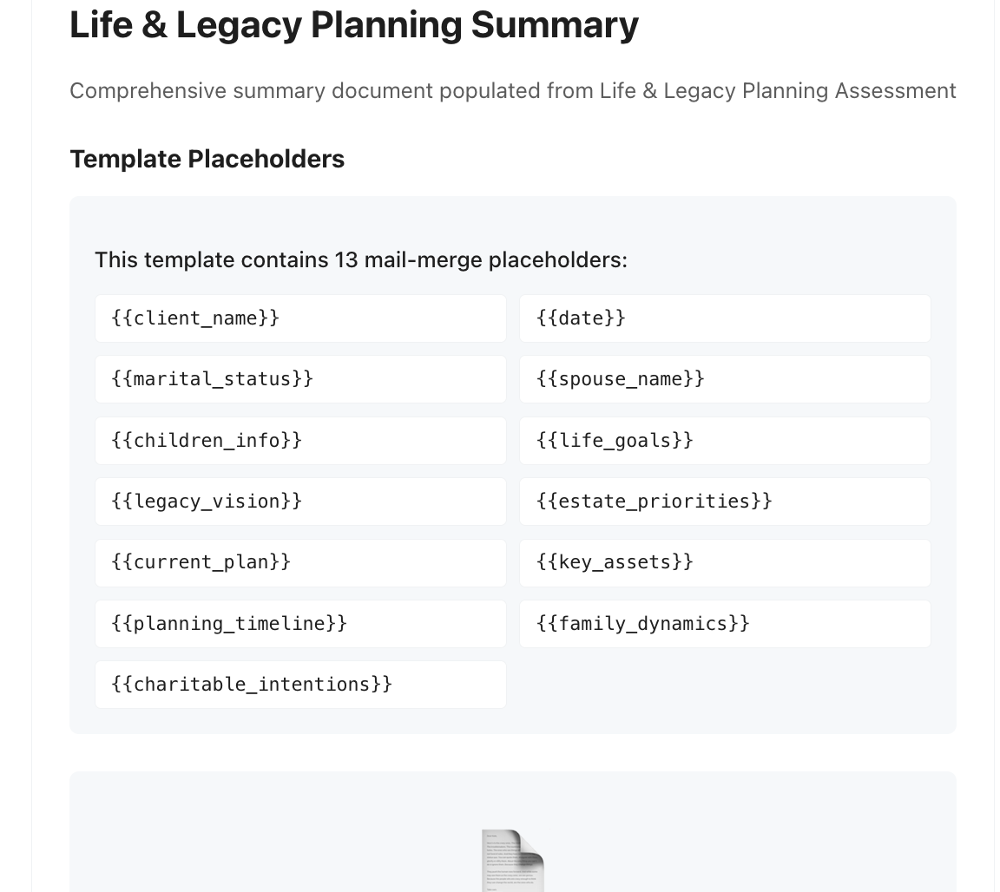 Life & Legacy Planning Summary
Comprehensive summary document populated from Life & Legacy Planning Assessment
Template Placeholders
This template contains 13 mail-merge placeholders:
{{client_name}}
{{date}}
{{marital_status}}
{{spouse_name}}
{{children_info}}
{{life_goals}}
{{legacy_vision}}
{{estate_priorities}}
{{current_plan}}
{{key_assets}}
{{planning_timeline}}
{{family_dynamics}}
{{charitable_intentions}}